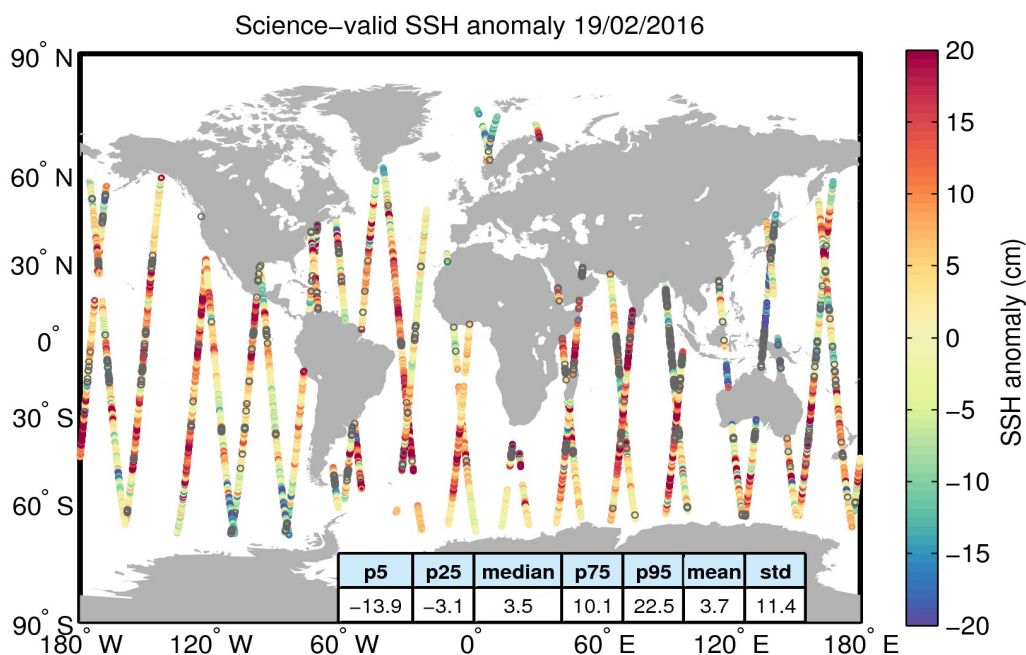 Science−valid SSH anomaly 19/02/2016
90° N
60° N
30° N
0°
30° S
60° S
90° S
180° W
120° W
60° W
0°
60° E
120° E
180° E
p5 p25 median p75 p95 mean std
−13.9 −3.1 3.5 10.1 22.5 3.7 11.4
20
15
10
5
0
−5
−10
−15
−20
SSH anomaly (cm)